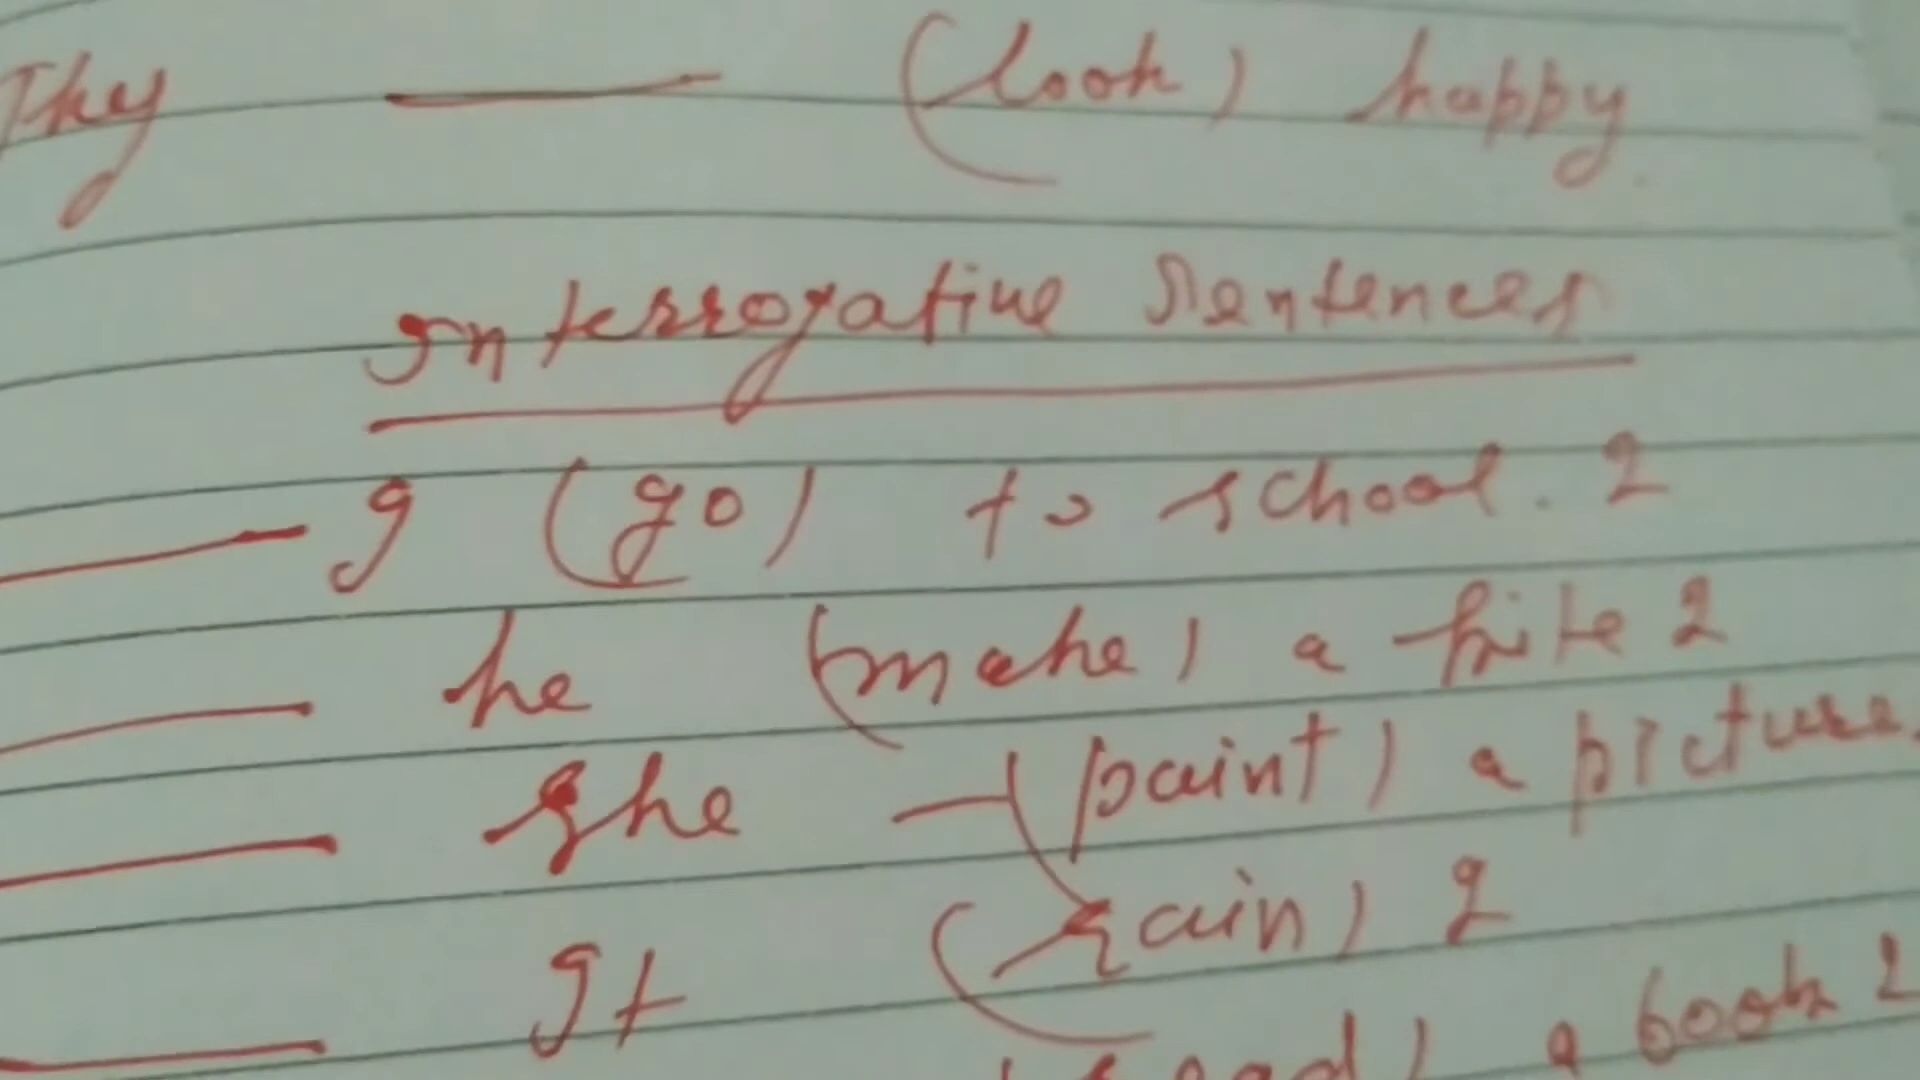 They ____ (look) happy.
Interrogative Sentences
____ I (go) to school. ?
____ he (make) a kite ?
____ she (paint) a picture.
____ It (rain) ?
(read) a book ?